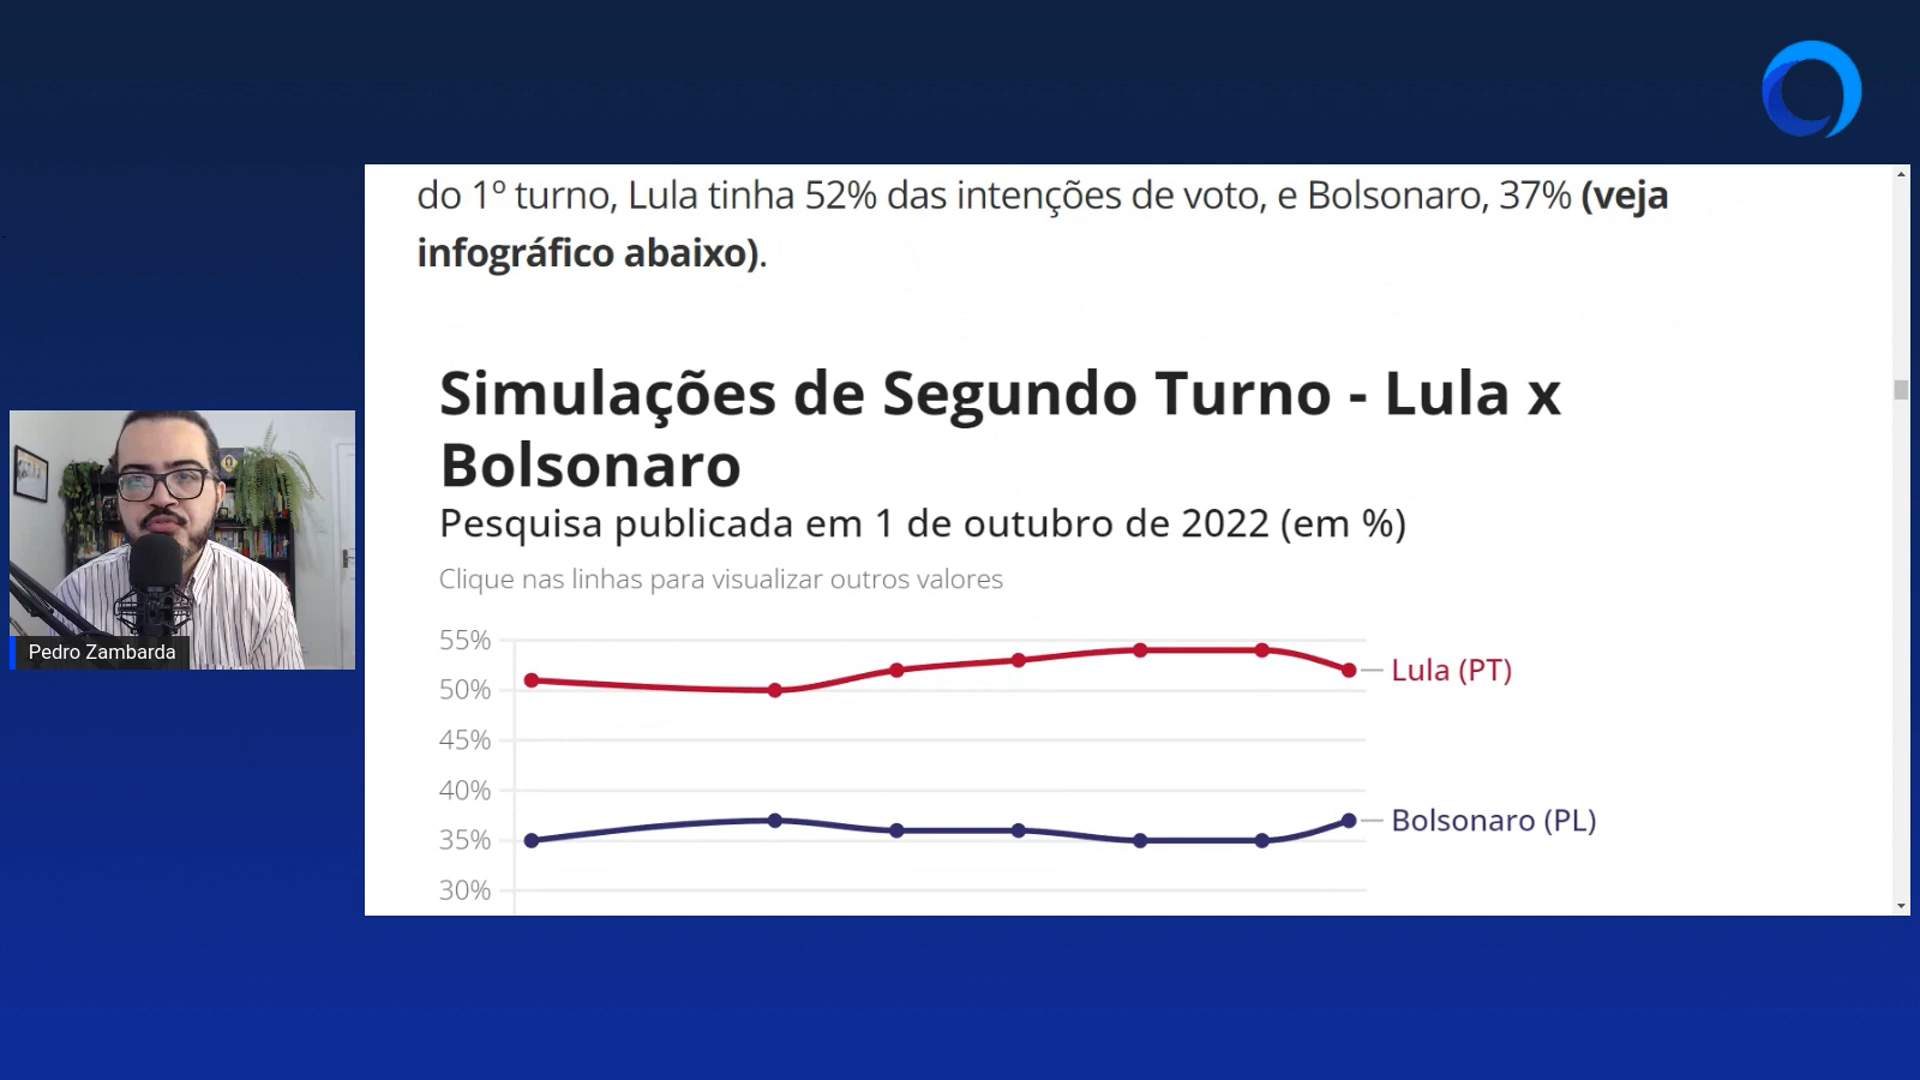 do 1º turno, Lula tinha 52% das intenções de voto, e Bolsonaro, 37% (veja
infográfico abaixo).
Simulações de Segundo Turno - Lula x
Bolsonaro
Pesquisa publicada em 1 de outubro de 2022 (em %)
Clique nas linhas para visualizar outros valores
55%
50%
45%
40%
35%
30%
Lula (PT)
Bolsonaro (PL)
Pedro Zambarda